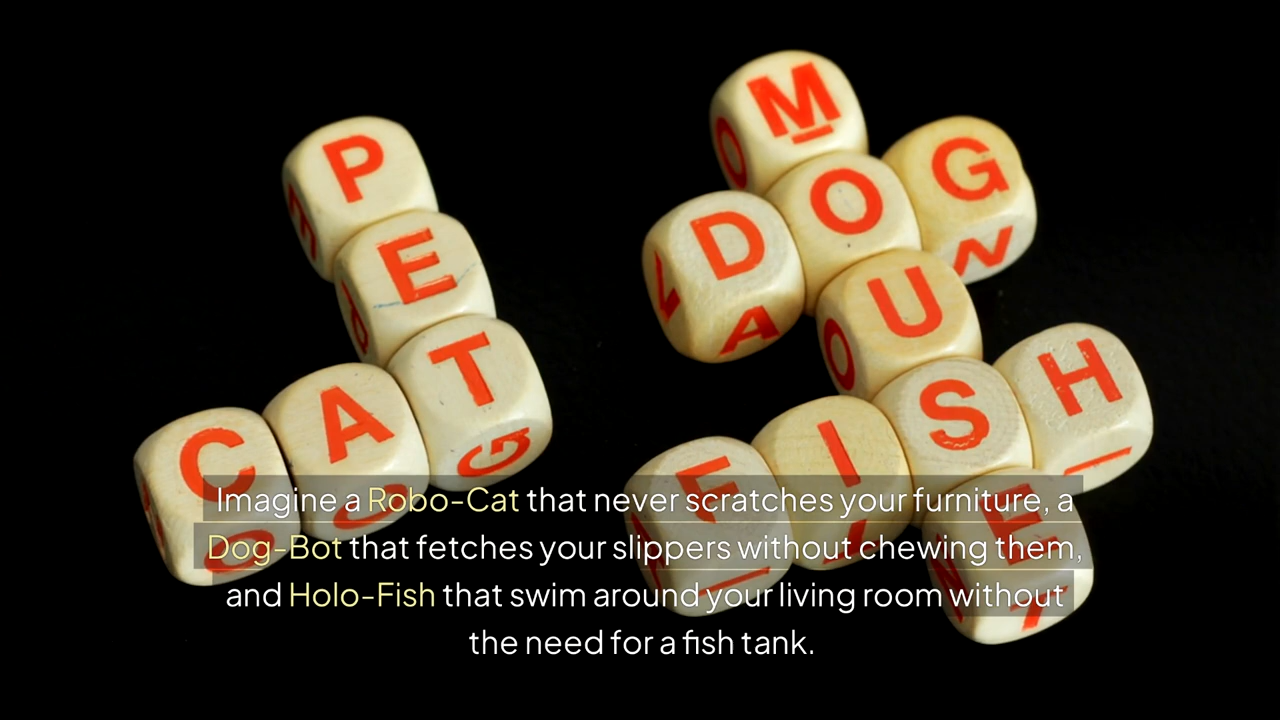 PET
CAT
MOUSE
DOG
FISH
Imagine a Robo-Cat that never scratches your furniture, a
Dog-Bot that fetches your slippers without chewing them,
and Holo-Fish that swim around your living room without
the need for a fish tank.